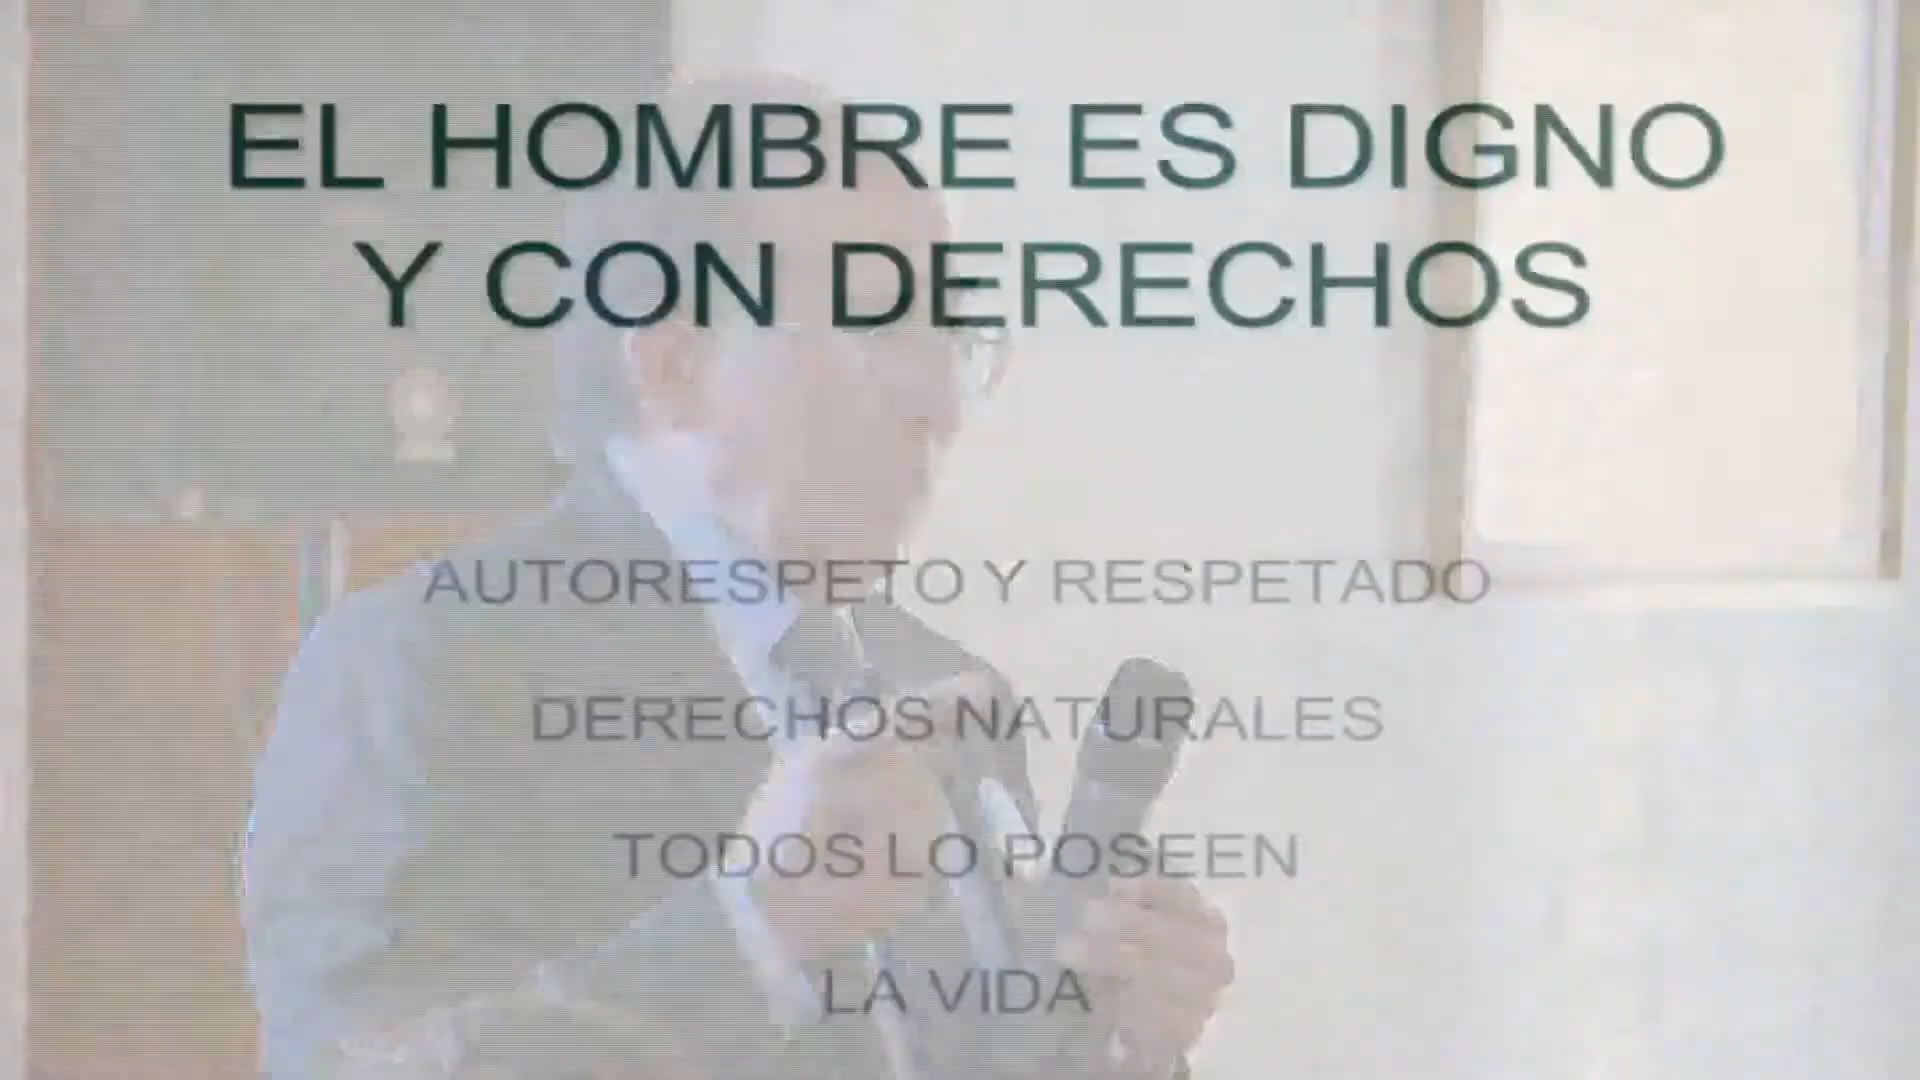 EL HOMBRE ES DIGNO
Y CON DERECHOS
AUTORESPETO Y RESPETADO
DERECHOS NATURALES
TODOS LO POSEEN
LA VIDA